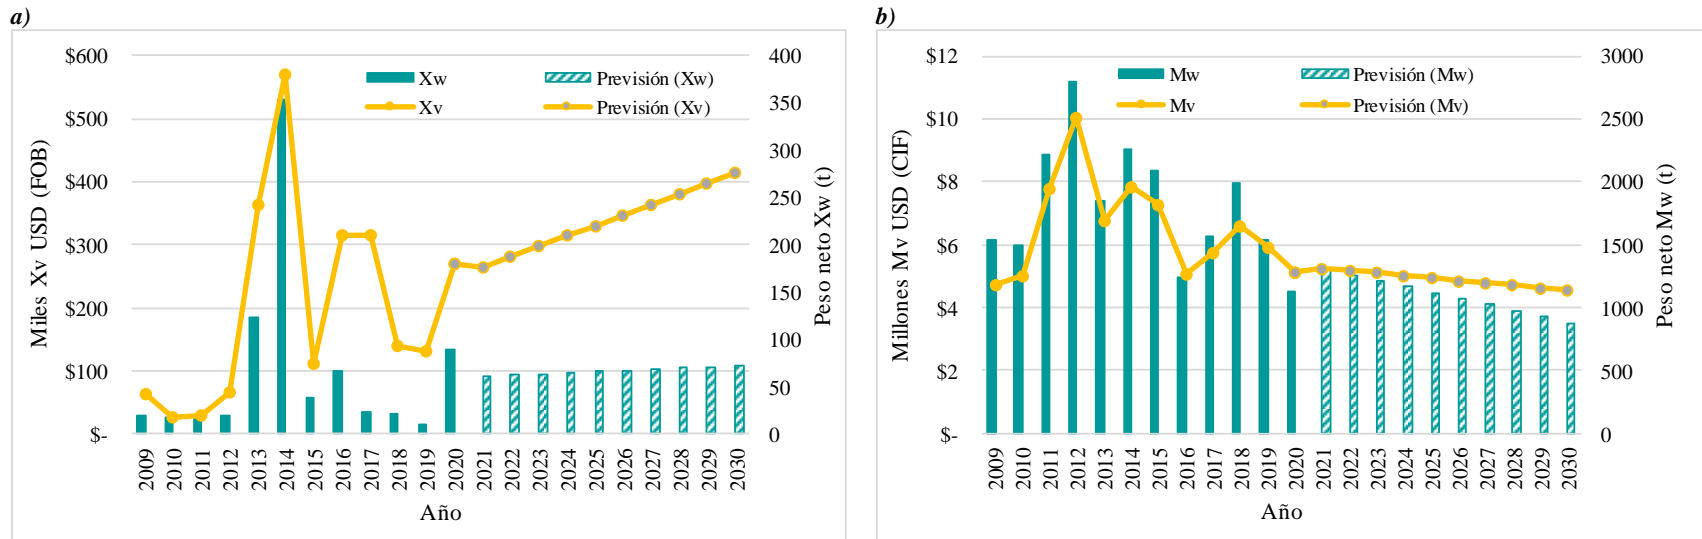 a)
Miles Xv USD (FOB)
$600
$500
$400
$300
$200
$100
$-
Xw
Previsión (Xw)
Xv
Previsión (Xv)
400
350
300
250
200
150
100
50
0
Peso neto Xw (t)
2009 2010 2011 2012 2013 2014 2015 2016 2017 2018 2019 2020 2021 2022 2023 2024 2025 2026 2027 2028 2029 2030
Año
b)
Millones Mv USD (CIF)
$12
$10
$8
$6
$4
$2
$-
Mw
Previsión (Mw)
Mv
Previsión (Mv)
3000
2500
2000
1500
1000
500
0
Peso neto Mw (t)
2009 2010 2011 2012 2013 2014 2015 2016 2017 2018 2019 2020 2021 2022 2023 2024 2025 2026 2027 2028 2029 2030
Año